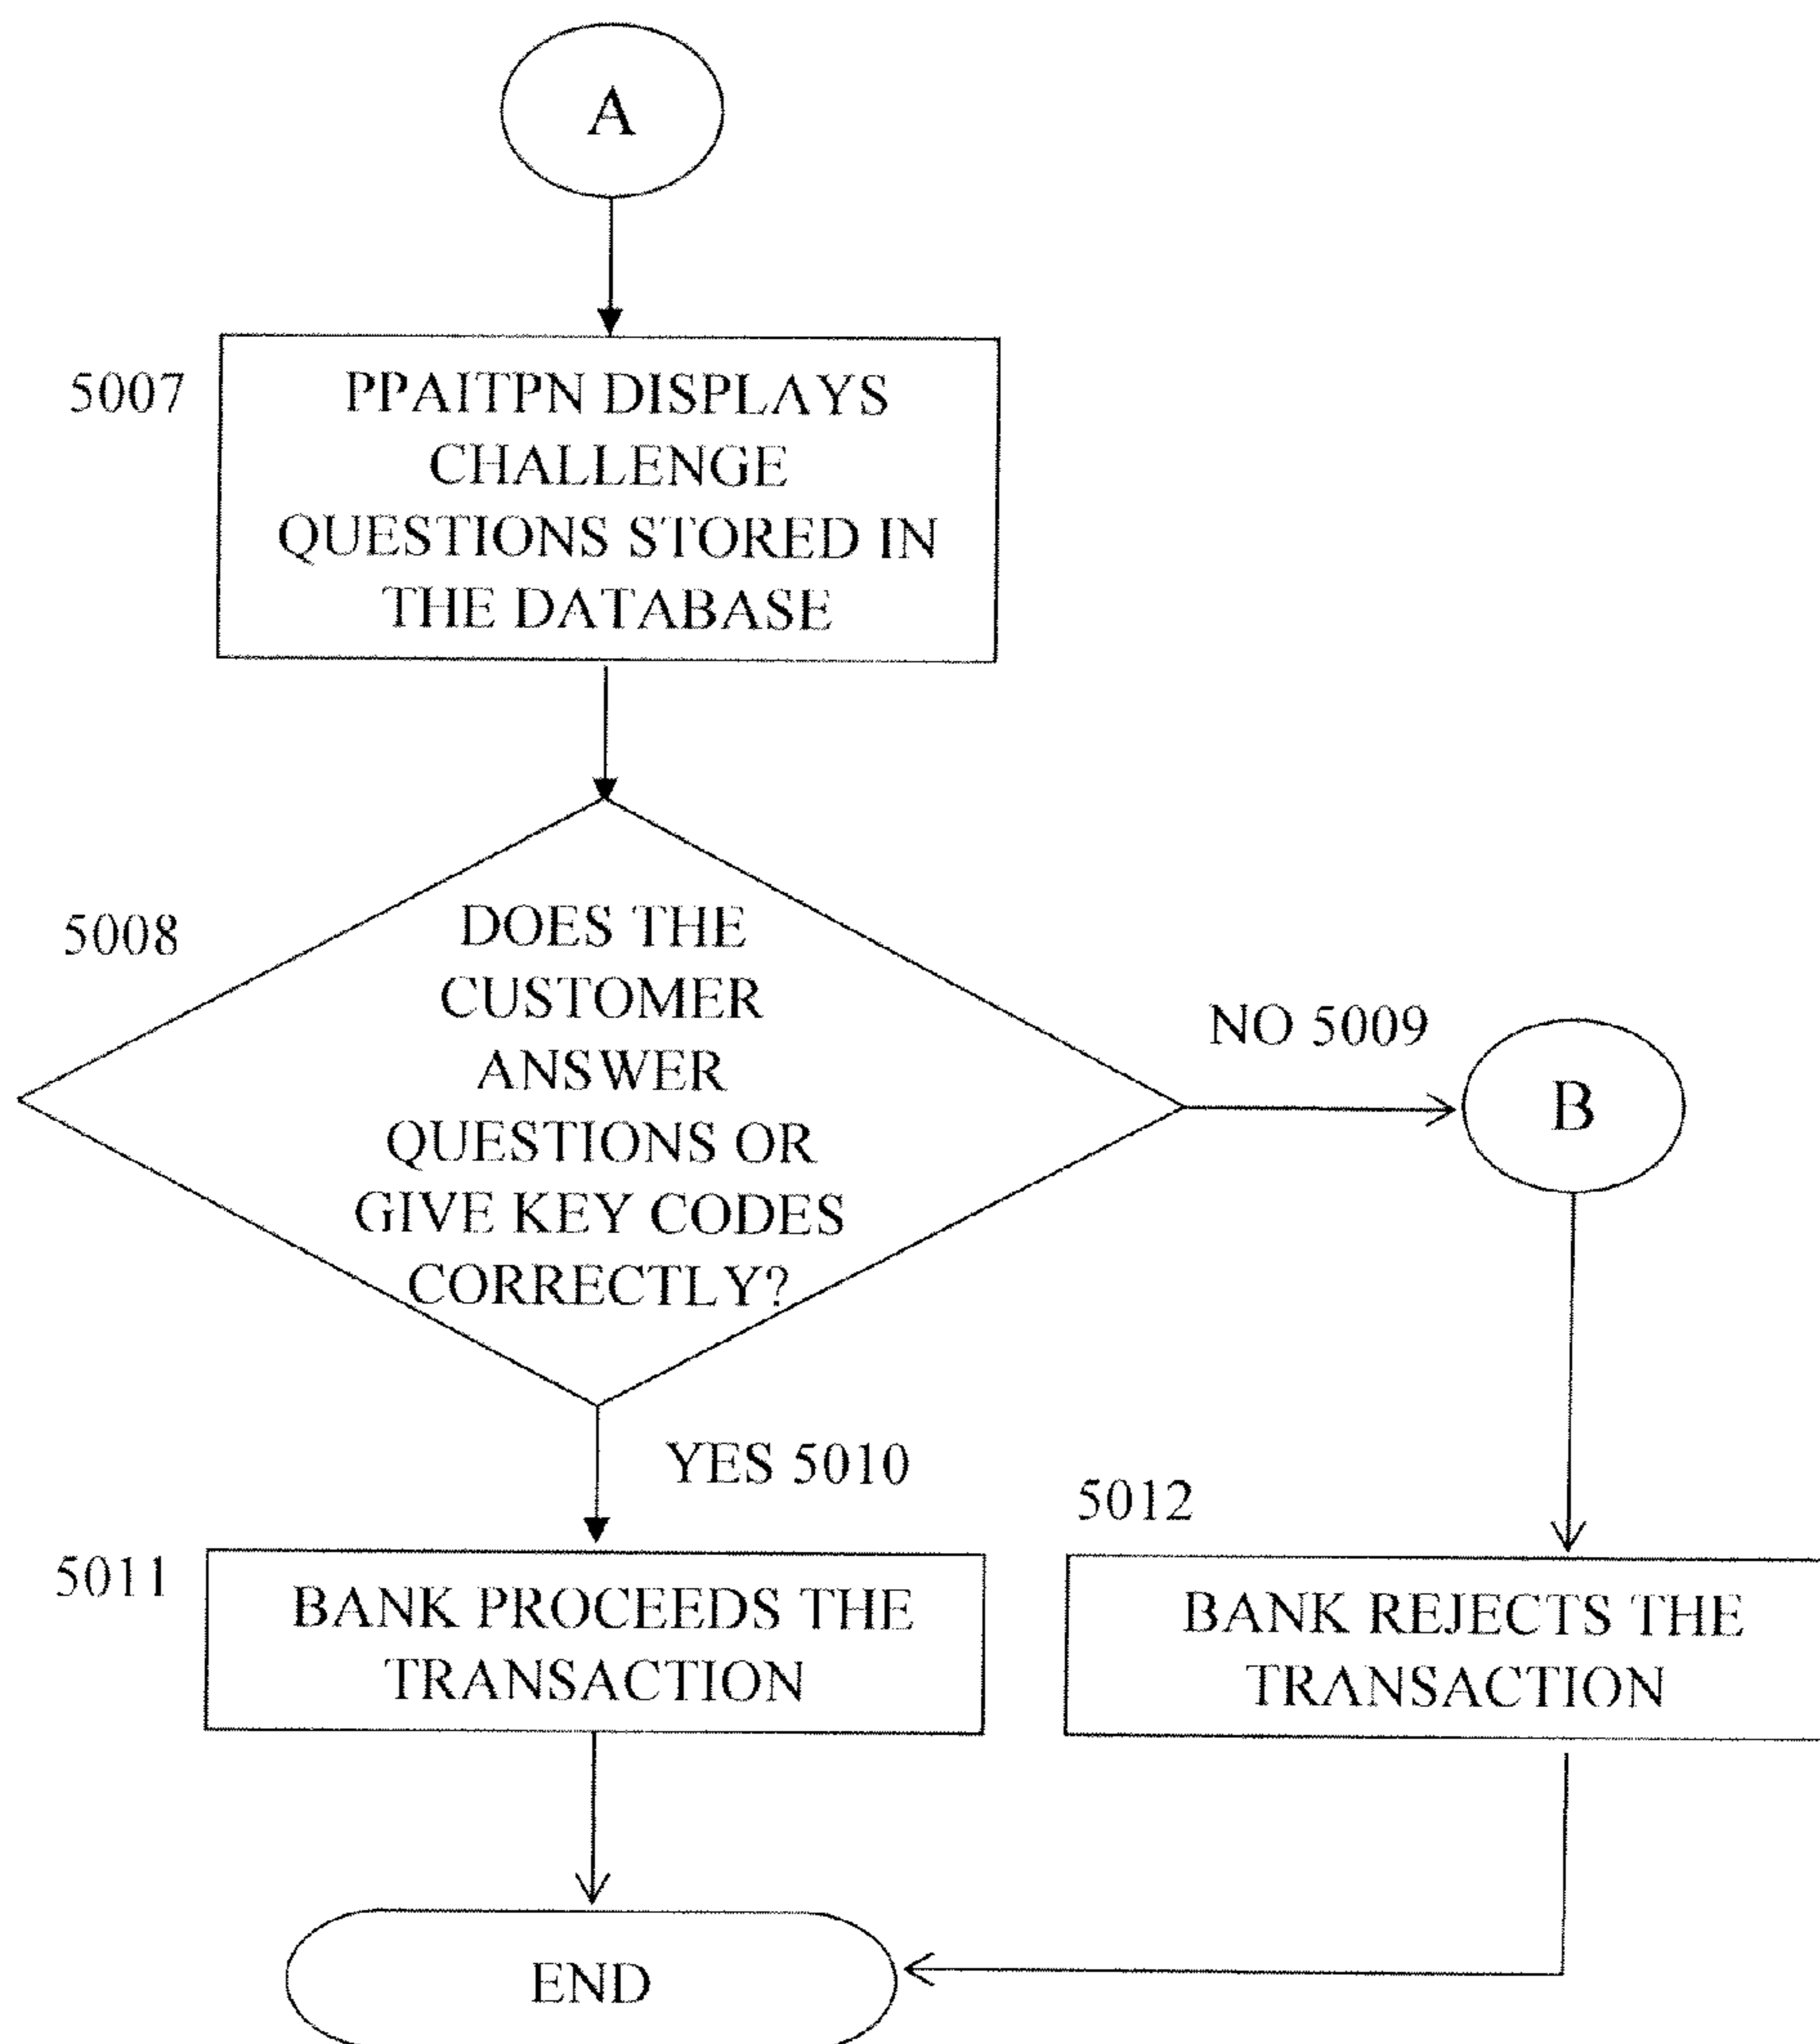 A
5007
PPAITPN DISPLAYS
CHALLENGE
QUESTIONS STORED IN
THE DATABASE
5008
DOES THE
CUSTOMER
ANSWER
QUESTIONS OR
GIVE KEY CODES
CORRECTLY?
NO 5009
B
YES 5010
5011
BANK PROCEEDS THE
TRANSACTION
5012
BANK REJECTS THE
TRANSACTION
END